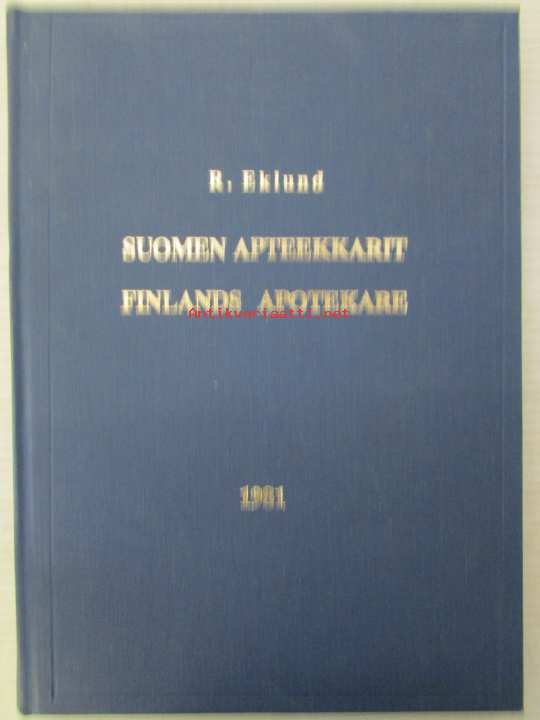 R. Eklund
SUOMEN APTEEKKARIT
FINLANDS APOTEKARE
Antikvariaatti.net
1981